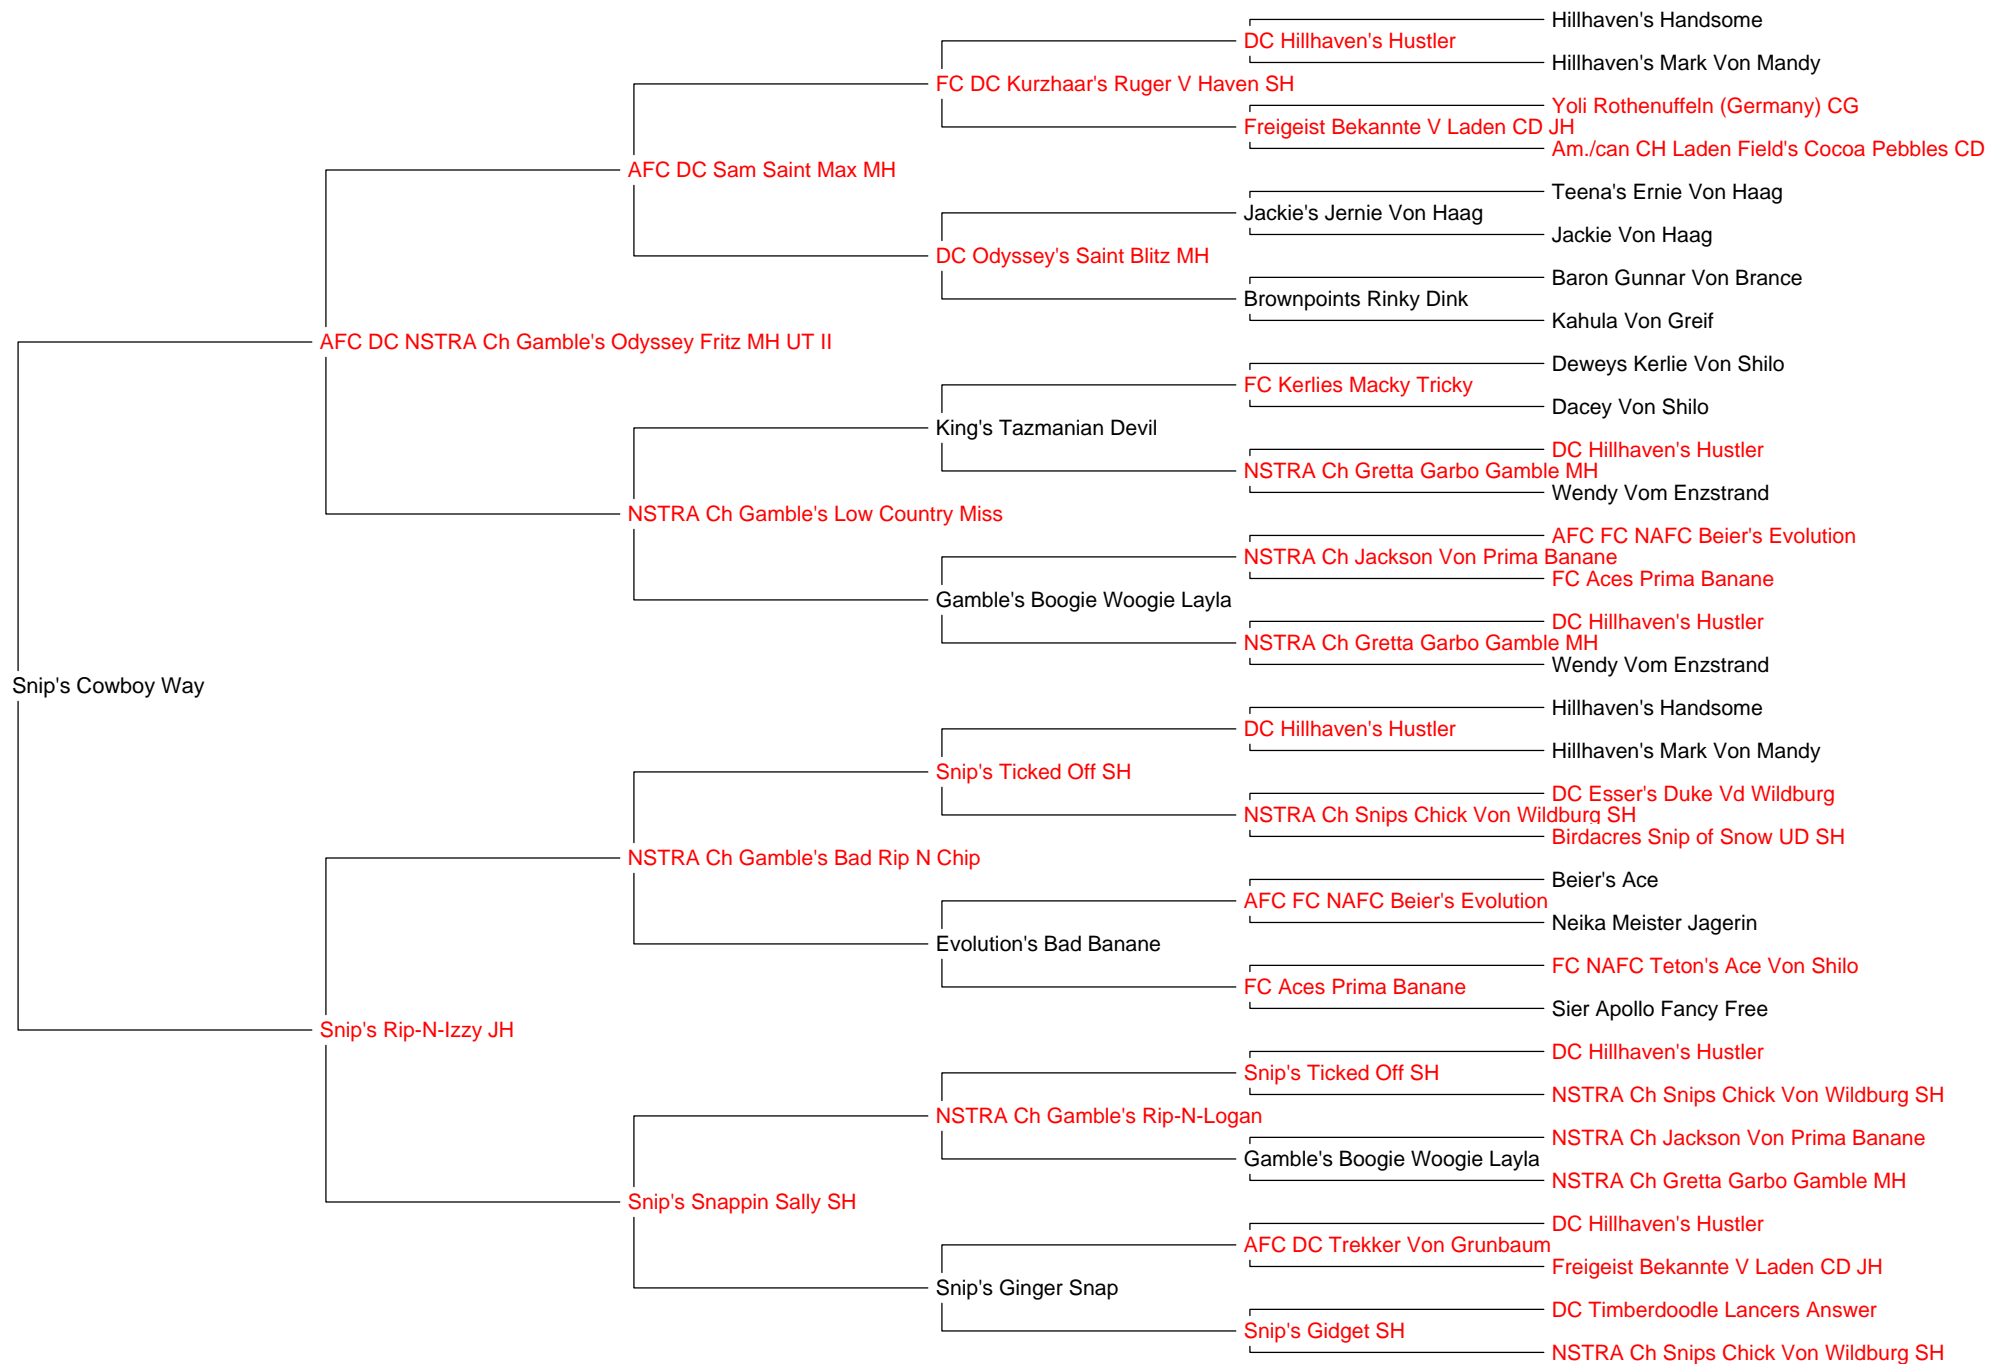 Hillhaven's Handsome
DC Hillhaven's Hustler
Hillhaven's Mark Von Mandy
FC DC Kurzhaar's Ruger V Haven SH
Yoli Rothenuffeln (Germany) CG
Freigeist Bekannte V Laden CD JH
Am./can CH Laden Field's Cocoa Pebbles CD
AFC DC Sam Saint Max MH
Teena's Ernie Von Haag
Jackie's Jernie Von Haag
Jackie Von Haag
DC Odyssey's Saint Blitz MH
Baron Gunnar Von Brance
Brownpoints Rinky Dink
Kahula Von Greif
AFC DC NSTRA Ch Gamble's Odyssey Fritz MH UT II
Deweys Kerlie Von Shilo
FC Kerlies Macky Tricky
Dacey Von Shilo
King's Tazmanian Devil
DC Hillhaven's Hustler
NSTRA Ch Gretta Garbo Gamble MH
Wendy Vom Enzstrand
NSTRA Ch Gamble's Low Country Miss
AFC FC NAFC Beier's Evolution
NSTRA Ch Jackson Von Prima Banane
FC Aces Prima Banane
Gamble's Boogie Woogie Layla
DC Hillhaven's Hustler
NSTRA Ch Gretta Garbo Gamble MH
Wendy Vom Enzstrand
Snip's Cowboy Way
Hillhaven's Handsome
DC Hillhaven's Hustler
Hillhaven's Mark Von Mandy
Snip's Ticked Off SH
DC Esser's Duke Vd Wildburg
NSTRA Ch Snips Chick Von Wildburg SH
Birdacres Snip of Snow UD SH
NSTRA Ch Gamble's Bad Rip N Chip
Beier's Ace
AFC FC NAFC Beier's Evolution
Neika Meister Jagerin
Evolution's Bad Banane
FC NAFC Teton's Ace Von Shilo
FC Aces Prima Banane
Sier Apollo Fancy Free
Snip's Rip-N-Izzy JH
DC Hillhaven's Hustler
Snip's Ticked Off SH
NSTRA Ch Snips Chick Von Wildburg SH
NSTRA Ch Gamble's Rip-N-Logan
NSTRA Ch Jackson Von Prima Banane
Gamble's Boogie Woogie Layla
NSTRA Ch Gretta Garbo Gamble MH
Snip's Snappin Sally SH
DC Hillhaven's Hustler
AFC DC Trekker Von Grunbaum
Freigeist Bekannte V Laden CD JH
Snip's Ginger Snap
DC Timberdoodle Lancers Answer
Snip's Gidget SH
NSTRA Ch Snips Chick Von Wildburg SH